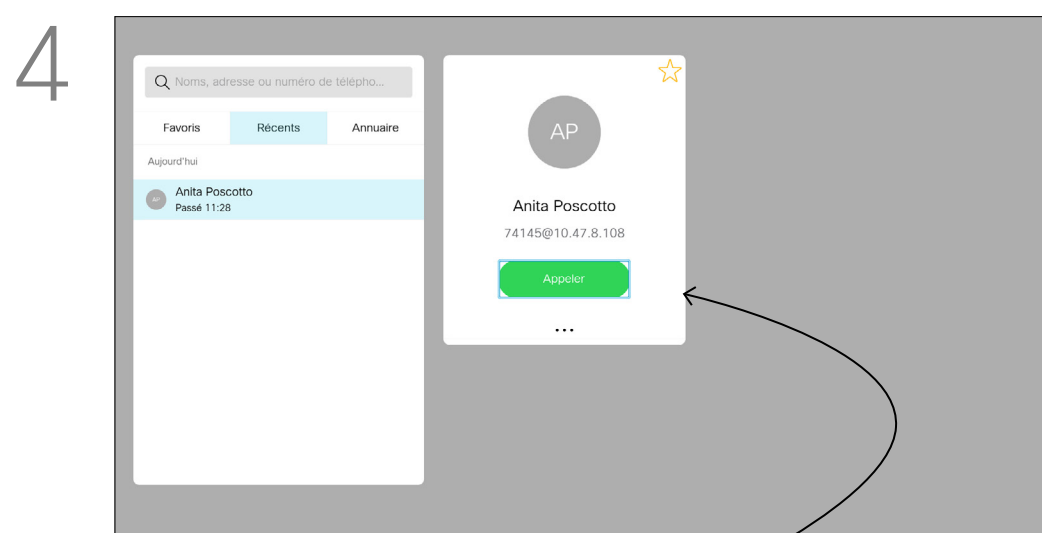 4
Noms, adresse ou numéro de télépho...
Favoris Récents Annuaire
Aujourd'hui
AP Anita Poscotto
Passé 11:28
AP
Anita Poscotto
74145@10.47.8.108
Appeler
...